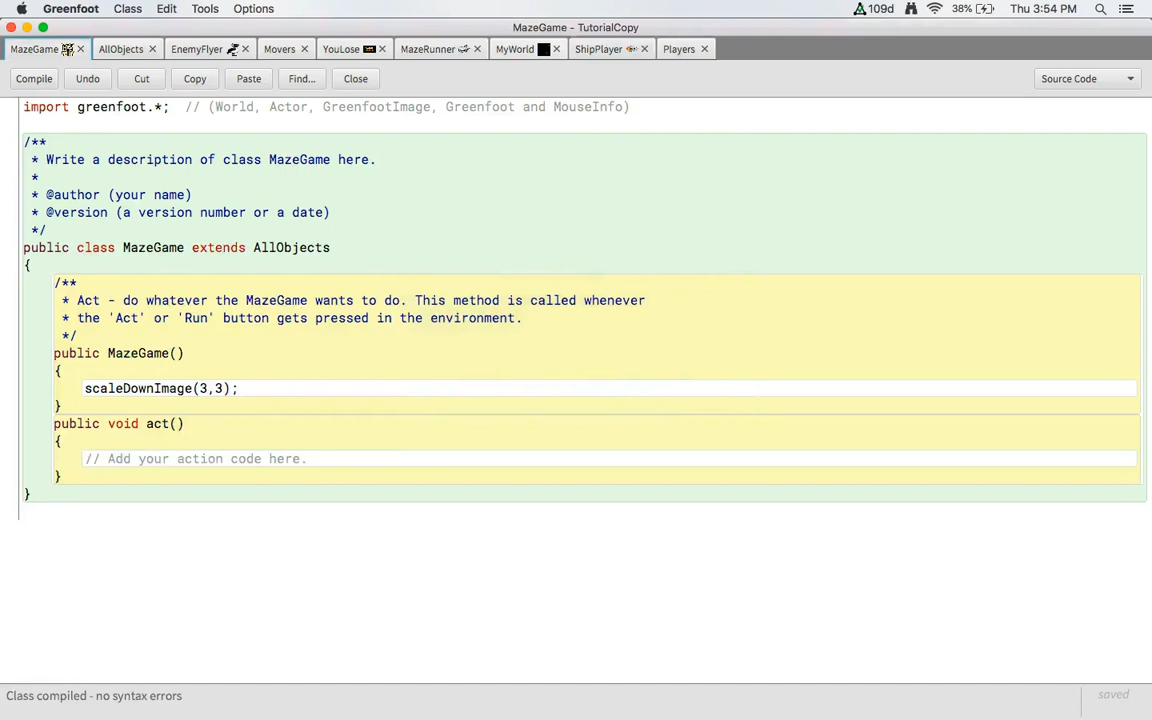 Greenfoot Class Edit Tools Options 109d 38% Thu 3:54 PM
MazeGame - TutorialCopy
MazeGame AllObjects EnemyFlyer Movers YouLose MazeRunner MyWorld ShipPlayer Players
Compile Undo Cut Copy Paste Find... Close Source Code
import greenfoot.*;  // (World, Actor, GreenfootImage, Greenfoot and MouseInfo)
/**
* Write a description of class MazeGame here.
*
* @author (your name)
* @version (a version number or a date)
*/
public class MazeGame extends AllObjects
{
/**
* Act - do whatever the MazeGame wants to do. This method is called whenever
* the 'Act' or 'Run' button gets pressed in the environment.
*/
public MazeGame()
{
scaleDownImage(3,3);
}
public void act()
{
// Add your action code here.
}
}
Class compiled - no syntax errors
saved